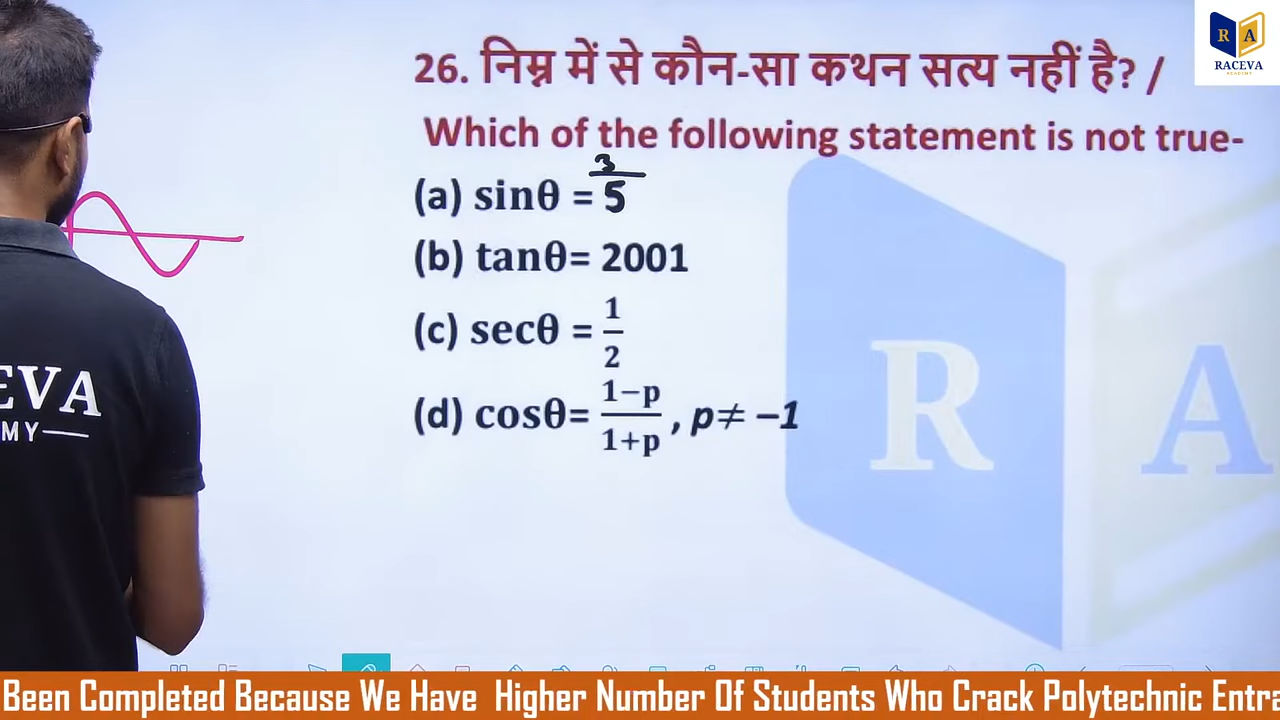 R A
RACEVA
ACADEMY
26. निम्न में से कौन-सा कथन सत्य नहीं है? /
Which of the following statement is not true-
(a) sinθ = 3/5
(b) tanθ= 2001
(c) secθ = 1/2
(d) cosθ= 1−p/1+p , p≠ −1
R A
EVA
MY
Been Completed Because We Have Higher Number Of Students Who Crack Polytechnic Entra